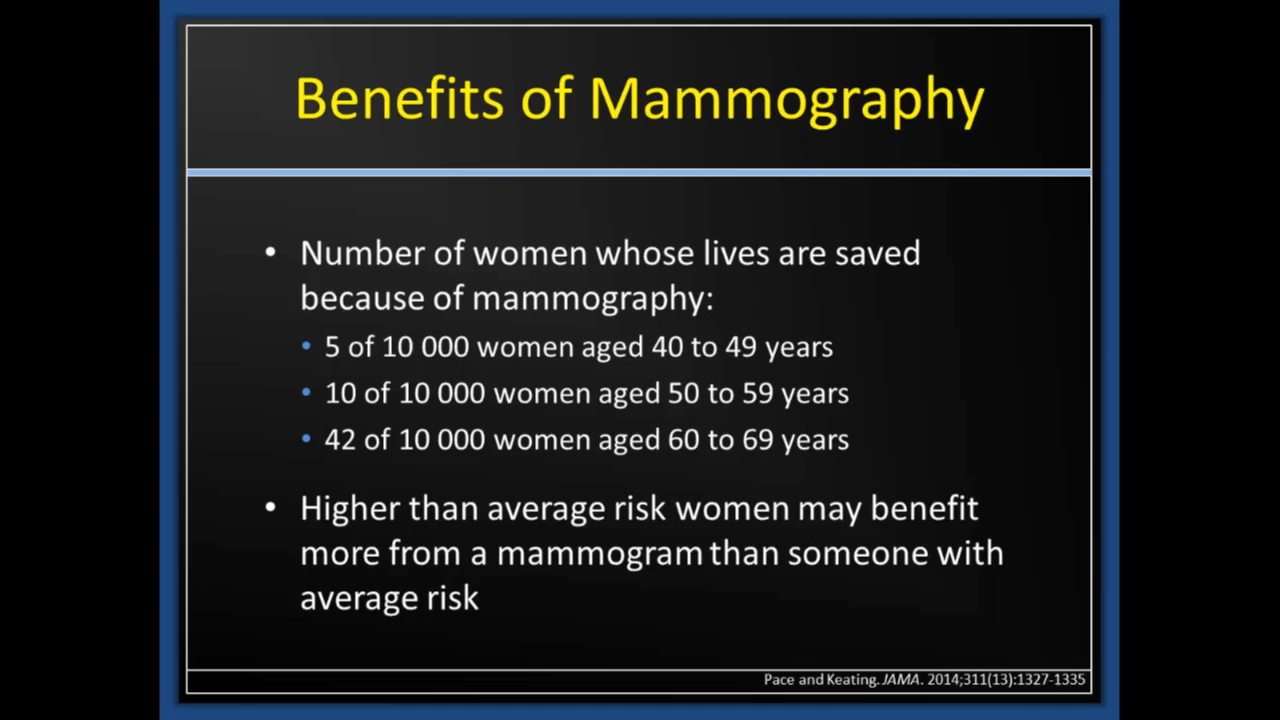 Benefits of Mammography
• Number of women whose lives are saved
because of mammography:
• 5 of 10 000 women aged 40 to 49 years
• 10 of 10 000 women aged 50 to 59 years
• 42 of 10 000 women aged 60 to 69 years
• Higher than average risk women may benefit
more from a mammogram than someone with
average risk
Pace and Keating. JAMA. 2014;311(13):1327-1335